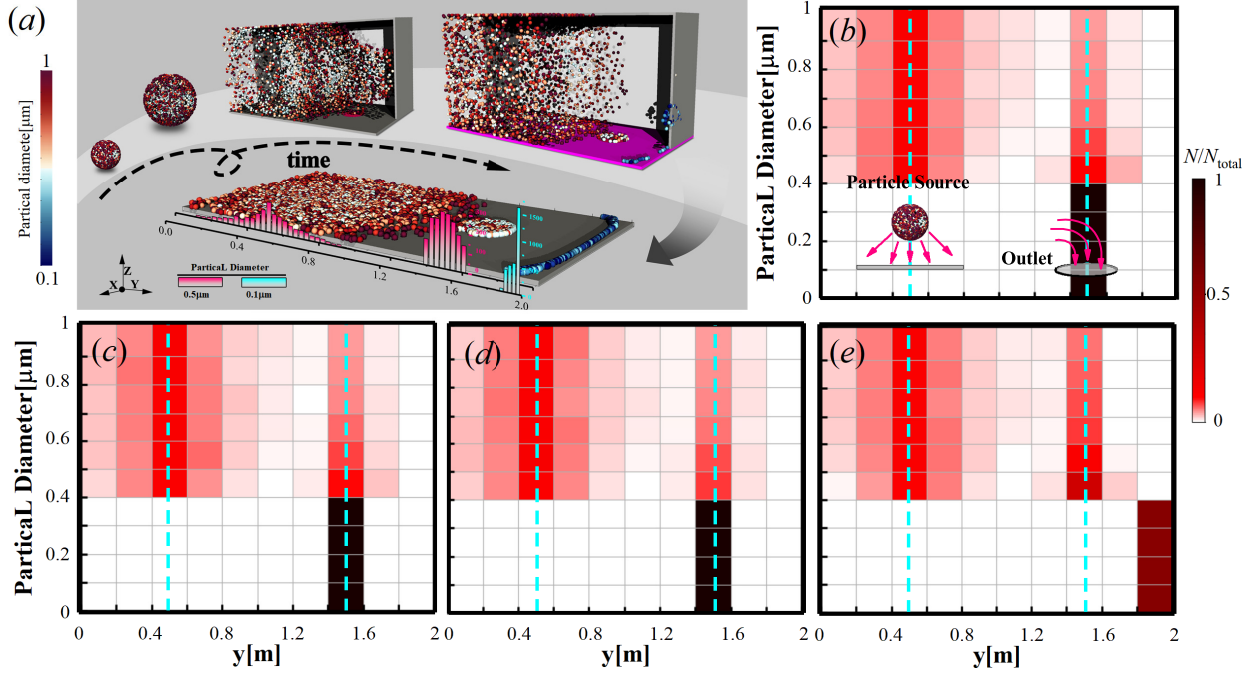 (a)
1
Partical diamete[μm]
0.1
time
0.0
0.4
0.8
1.2
1.6
2.0
1500
1000
Z
X
Y
ParticaL Diameter
0.5μm
0.1μm
(b)
1
0.8
0.6
0.4
0.2
0
ParticaL Diameter[μm]
Particle Source
Outlet
N/Ntotal
1
0.5
0
(c)
1
0.8
0.6
0.4
0.2
0
ParticaL Diameter[μm]
0 0.4 0.8 1.2 1.6 2
y[m]
(d)
0 0.4 0.8 1.2 1.6 2
y[m]
(e)
0 0.4 0.8 1.2 1.6 2
y[m]